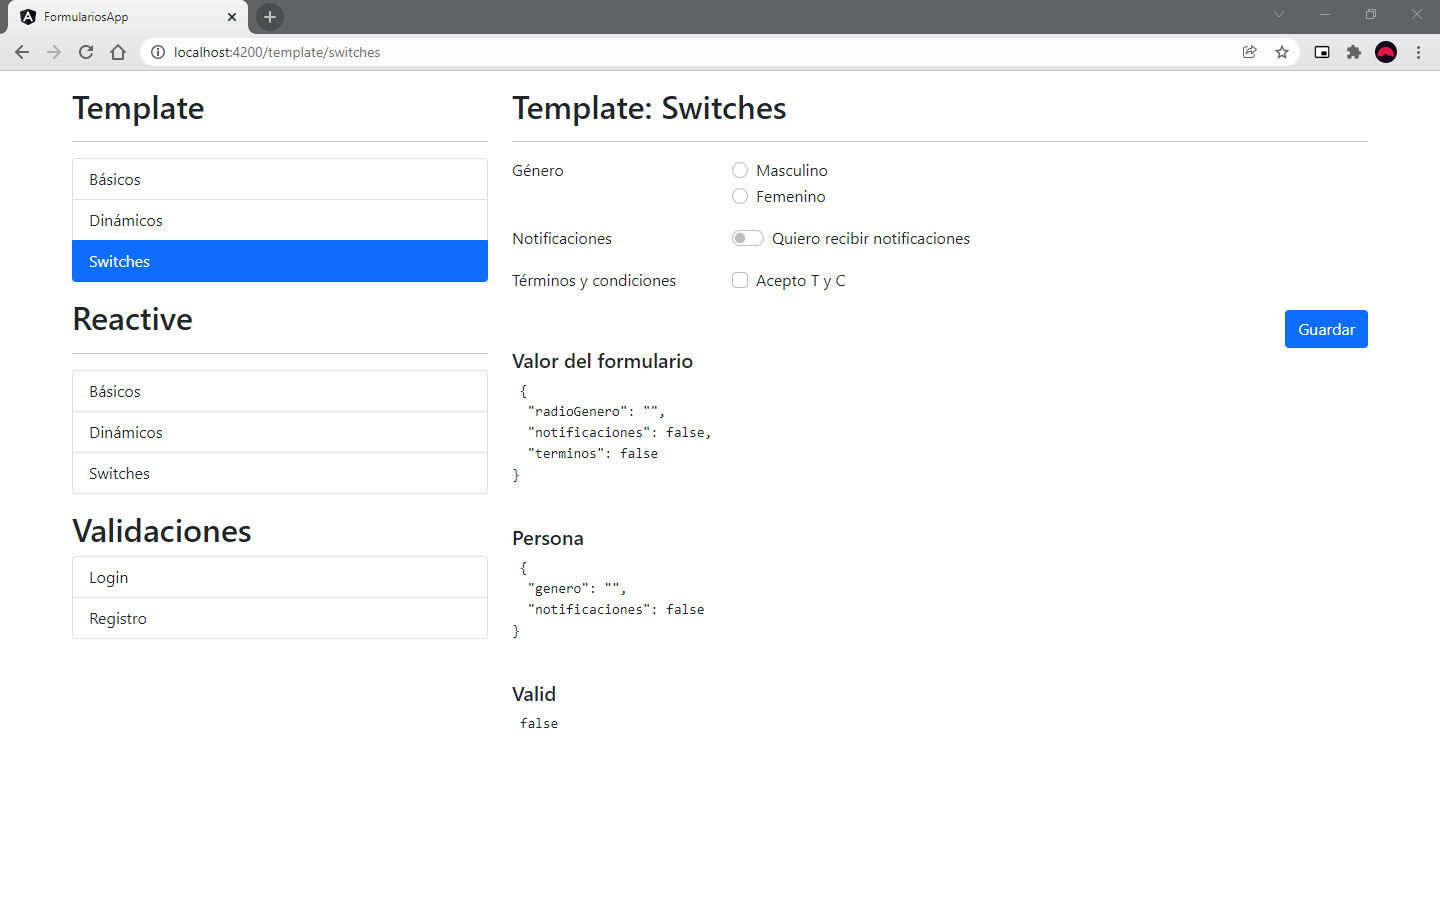 FormulariosApp
localhost:4200/template/switches
Template
Básicos
Dinámicos
Switches
Reactive
Básicos
Dinámicos
Switches
Validaciones
Login
Registro
Template: Switches
Género
Masculino
Femenino
Notificaciones
Quiero recibir notificaciones
Términos y condiciones
Acepto T y C
Guardar
Valor del formulario
{
"radioGenero": "",
"notificaciones": false,
"terminos": false
}
Persona
{
"genero": "",
"notificaciones": false
}
Valid
false